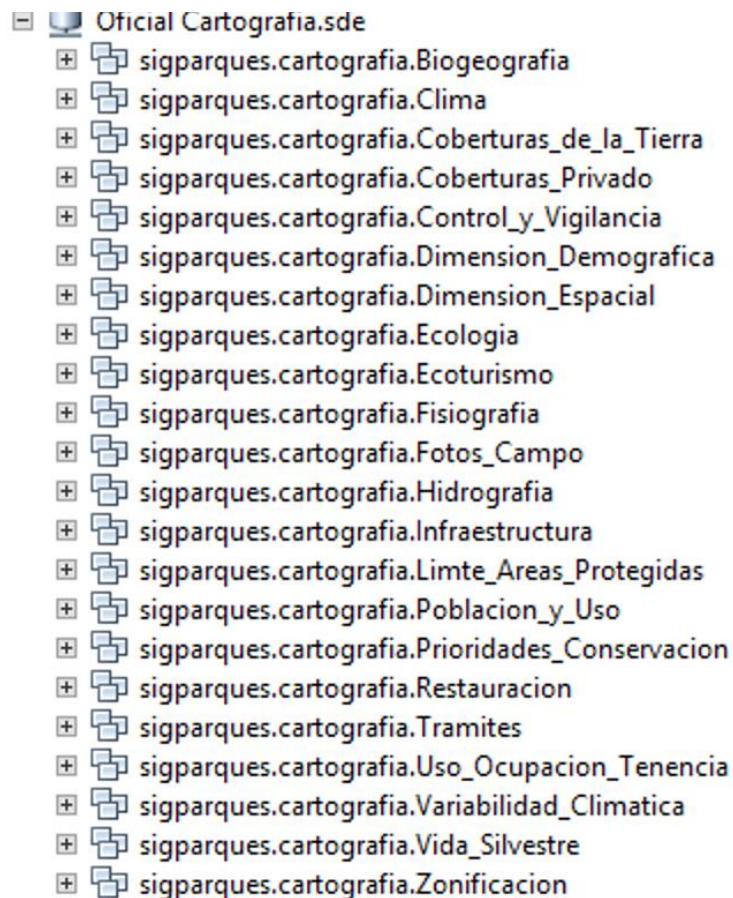 Oficial Cartografia.sde
sigparques.cartografia.Biogeografia
sigparques.cartografia.Clima
sigparques.cartografia.Coberturas_de_la_Tierra
sigparques.cartografia.Coberturas_Privado
sigparques.cartografia.Control_y_Vigilancia
sigparques.cartografia.Dimension_Demografica
sigparques.cartografia.Dimension_Espacial
sigparques.cartografia.Ecologia
sigparques.cartografia.Ecoturismo
sigparques.cartografia.Fisiografia
sigparques.cartografia.Fotos_Campo
sigparques.cartografia.Hidrografia
sigparques.cartografia.Infraestructura
sigparques.cartografia.Limte_Areas_Protegidas
sigparques.cartografia.Poblacion_y_Uso
sigparques.cartografia.Prioridades_Conservacion
sigparques.cartografia.Restauracion
sigparques.cartografia.Tramites
sigparques.cartografia.Uso_Ocupacion_Tenencia
sigparques.cartografia.Variabilidad_Climatica
sigparques.cartografia.Vida_Silvestre
sigparques.cartografia.Zonificacion